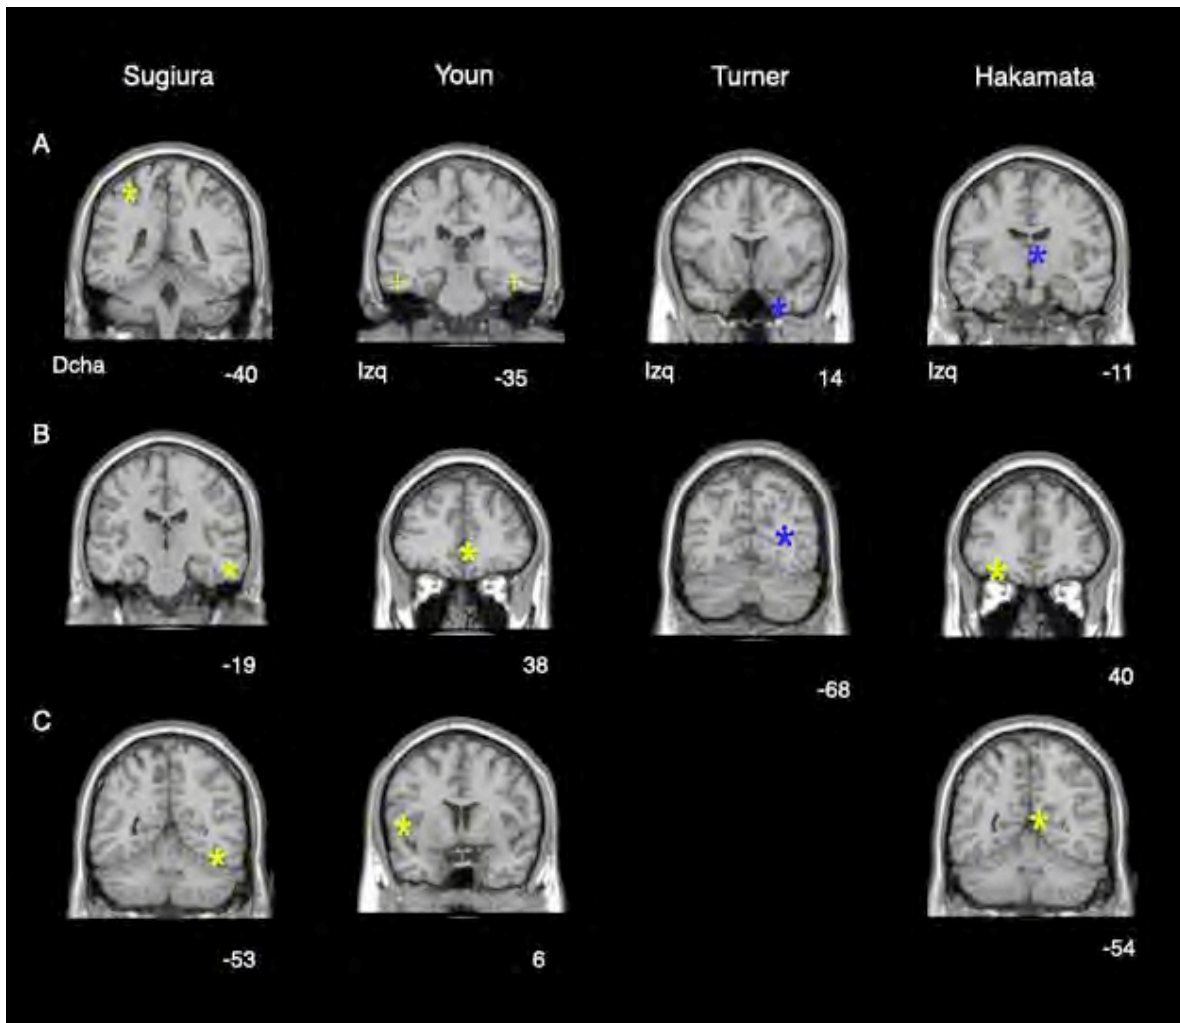 Sugiura Youn Turner Hakamata
A
Dcha -40 Izq -35 Izq 14 Izq -11
B
-19 38 -68 40
C
-53 6 -54